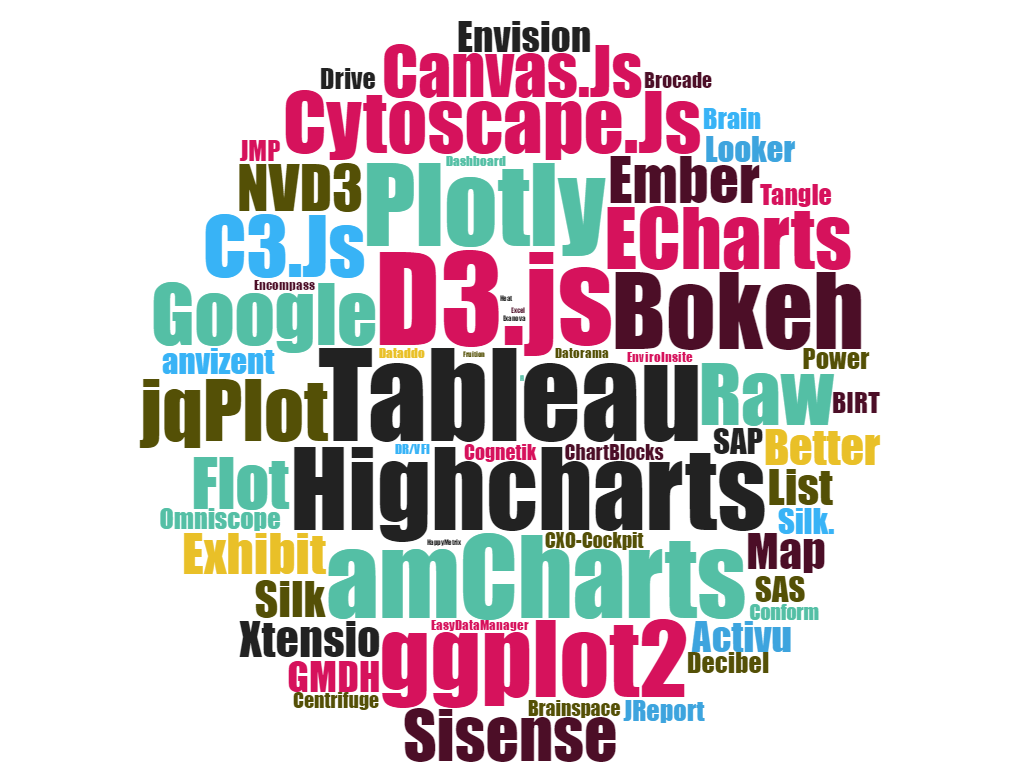 Envision
Canvas.Js
Drive
Brocade
Cytoscape.Js
Brain
JMP
Looker
Dashboard
NVD3
Plotly
Ember
Tangle
C3.Js
ECharts
D3.js
Encompass
Google
Heat
Excel
Exanova
Bokeh
anvizent
Dataddo
Fruition
Datorama
EnviroInsite
Power
jqPlot
Tableau
Raw
BIRT
DR/VFI
Cognetik
ChartBlocks
SAP
Better
Flot
Highcharts
List
Omniscope
Silk.
Exhibit
HappyMetrix
CXO-Cockpit
Map
Silk
amCharts
SAS
Conform
Xtensio
EasyDataManager
Activu
GMDH
ggplot2
Decibel
Centrifuge
Brainspace
JReport
Sisense